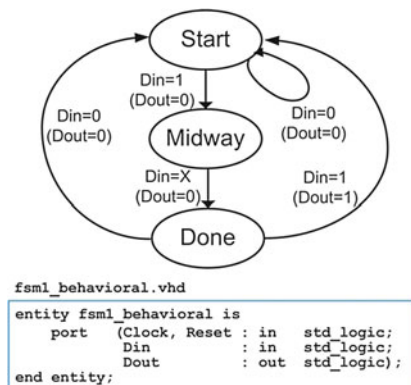 Start
Din=1
(Dout=0)
Din=0
(Dout=0)
Din=0
(Dout=0)
Midway
Din=X
(Dout=0)
Din=1
(Dout=1)
Done
fsm1_behavioral.vhd
entity fsm1_behavioral is
port (Clock, Reset : in std_logic;
Din : in std_logic;
Dout : out std_logic);
end entity;